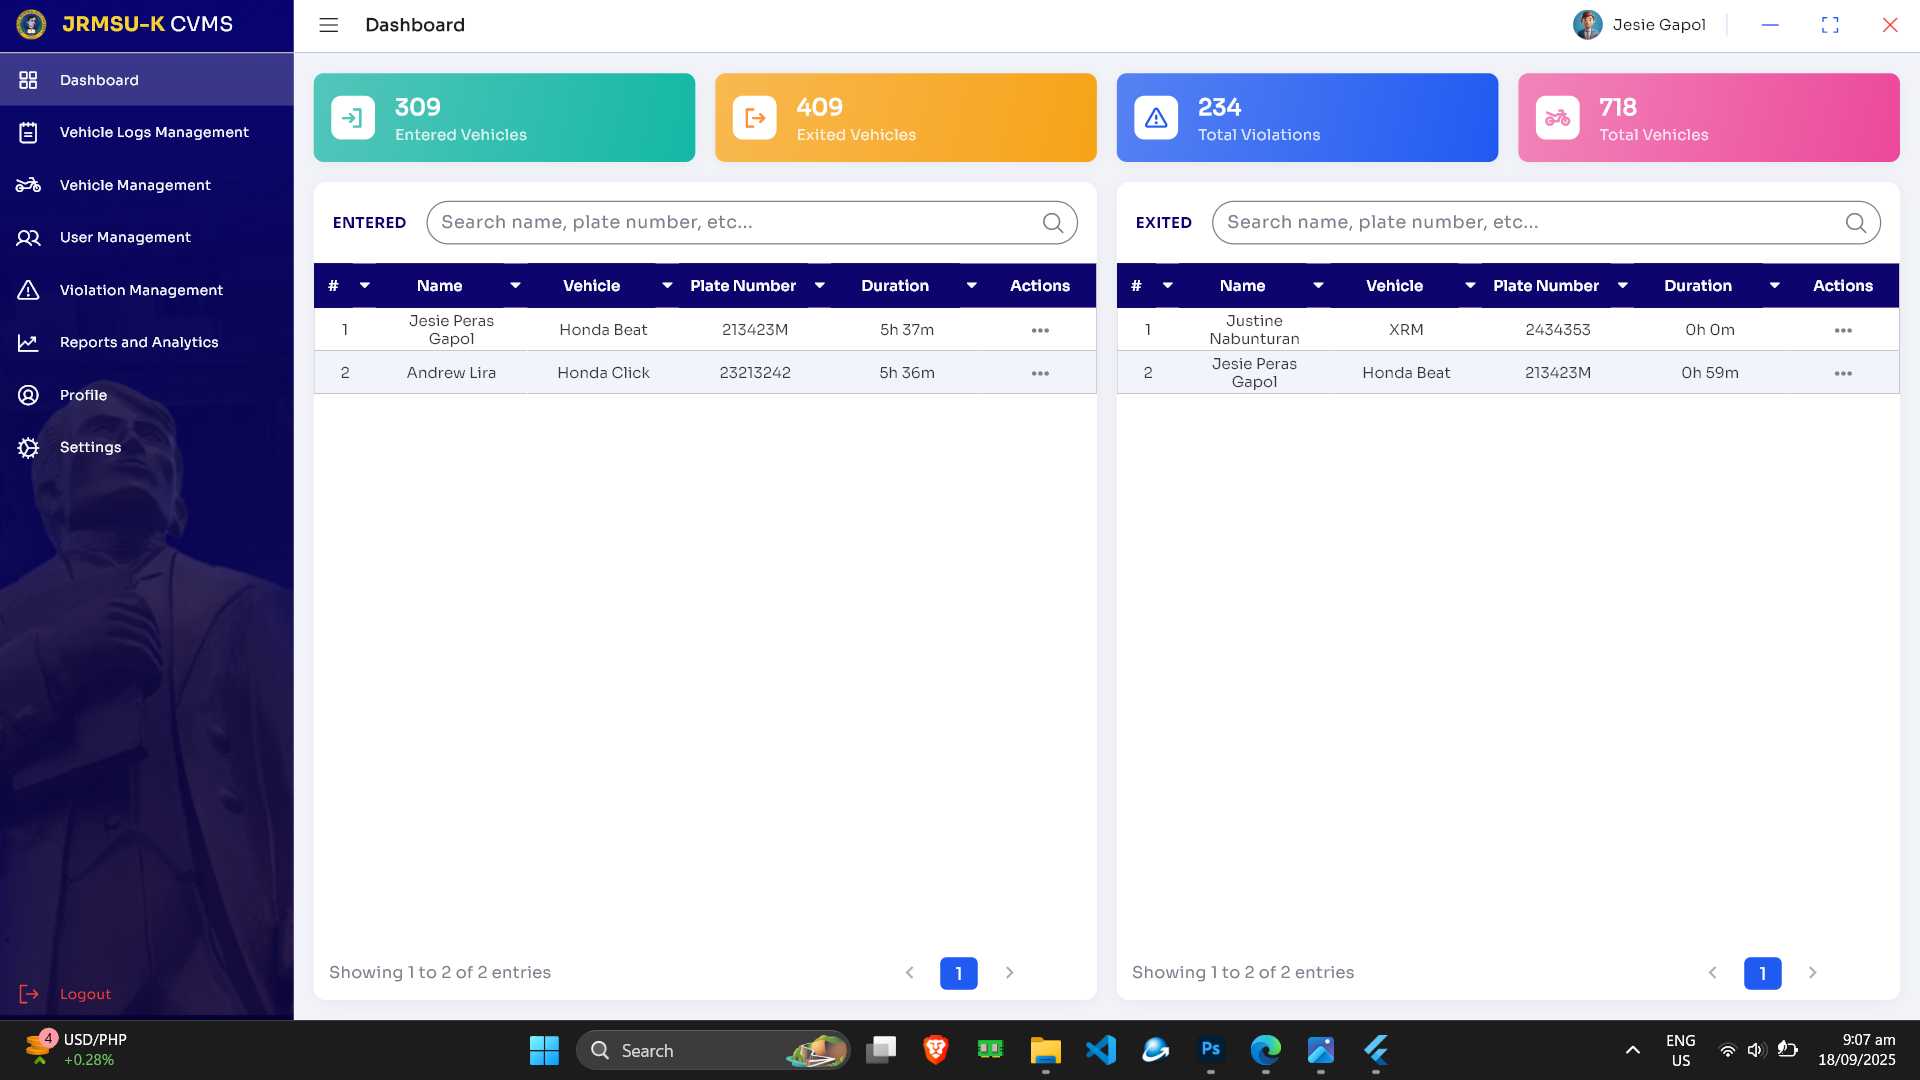 JRMSU-K CVMS
Dashboard
Jesie Gapol
Dashboard
Vehicle Logs Management
Vehicle Management
User Management
Violation Management
Reports and Analytics
Profile
Settings
Logout
309
Entered Vehicles
409
Exited Vehicles
234
Total Violations
718
Total Vehicles
ENTERED Search name, plate number, etc...
# Name Vehicle Plate Number Duration Actions
1 Jesie Peras Gapol Honda Beat 213423M 5h 37m
2 Andrew Lira Honda Click 23213242 5h 36m
Showing 1 to 2 of 2 entries 1
EXITED Search name, plate number, etc...
# Name Vehicle Plate Number Duration Actions
1 Justine Nabunturan XRM 2434353 0h 0m
2 Jesie Peras Gapol Honda Beat 213423M 0h 59m
Showing 1 to 2 of 2 entries 1
4 USD/PHP
+0.28%
Search
Ps
ENG
US
9:07 am
18/09/2025